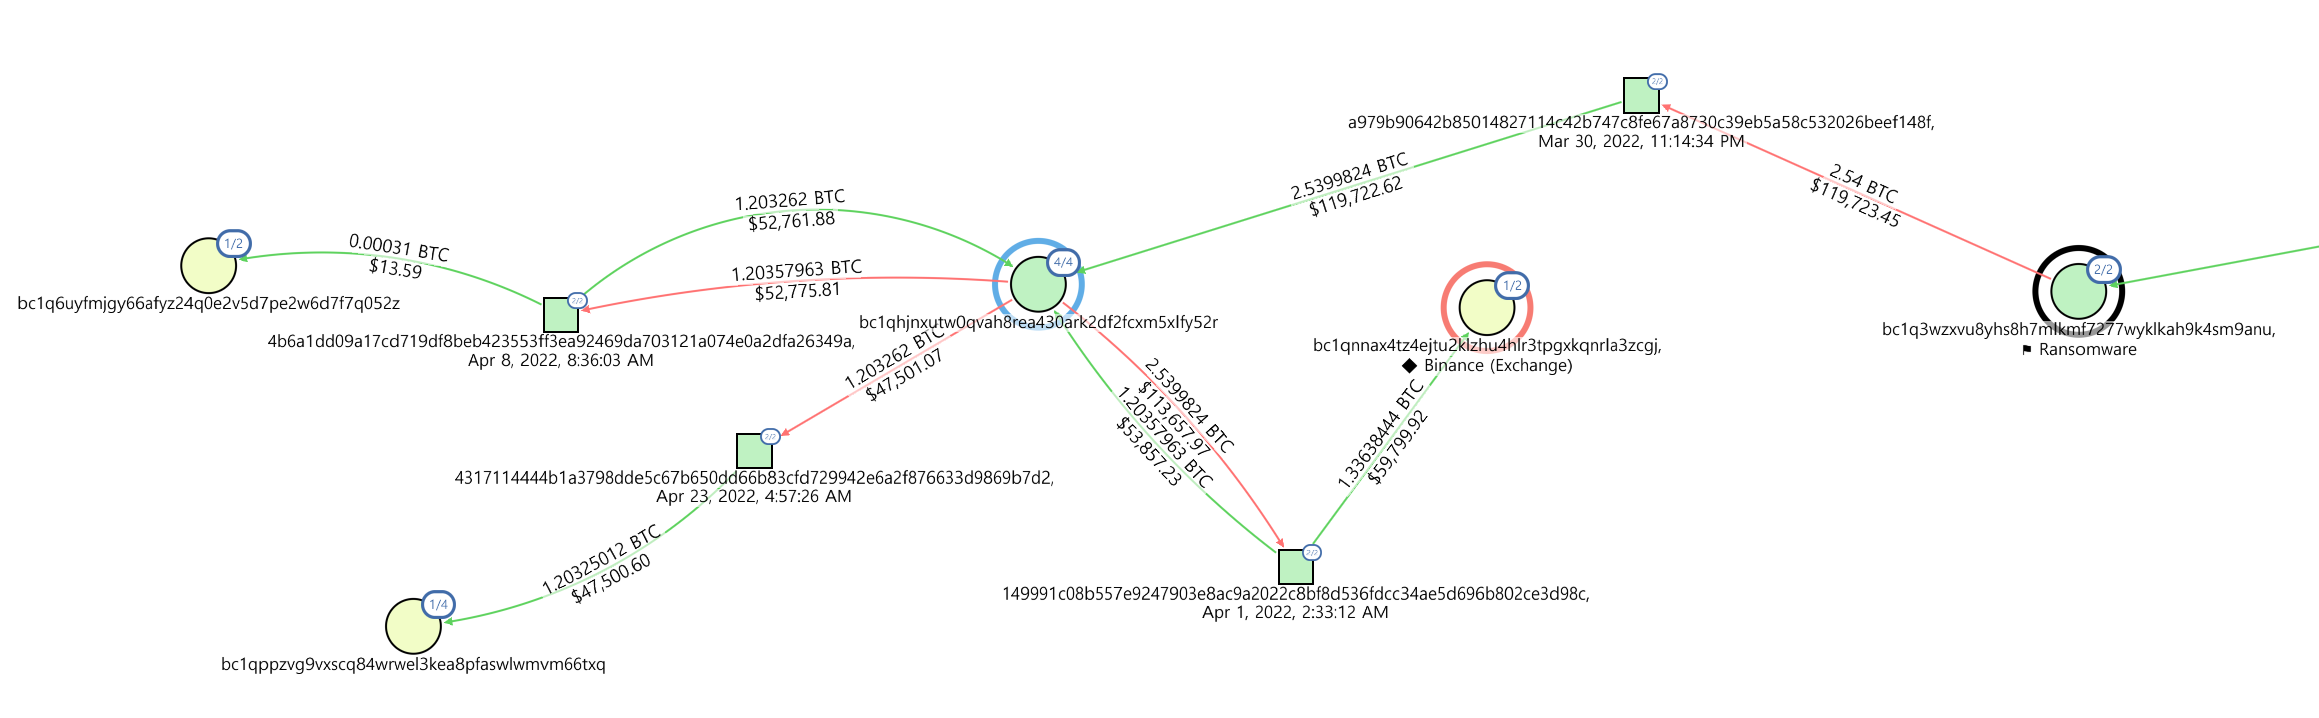 2/2
a979b90642b85014827114c42b747c8fe67a8730c39eb5a58c532026beef148f,
Mar 30, 2022, 11:14:34 PM
2.5399824 BTC
$119,722.62
2.54 BTC
$119,723.45
1.203262 BTC
$52,761.88
1/2
0.00031 BTC
$13.59
bc1q6uyfmjgy66afyz24q0e2v5d7pe2w6d7f7q052z
1.20357963 BTC
$52,775.81
4/4
bc1qhjnxutw0qvah8rea430ark2df2fcxm5xlfy52r
2/2
4b6a1dd09a17cd719df8beb423553ff3ea92469da703121a074e0a2dfa26349a,
Apr 8, 2022, 8:36:03 AM
1/2
bc1qnnax4tz4ejtu2klzhu4hlr3tpgxkqnrla3zcgj,
◆ Binance (Exchange)
2/2
bc1q3wzxvu8yhs8h7mlkmf7277wyklkah9k4sm9anu,
⚑ Ransomware
1.203262 BTC
$47,501.07
2.5399824 BTC
$113,657.97
1.20357963 BTC
$53,857.23
1.33638444 BTC
$59,799.92
2/2
4317114444b1a3798dde5c67b650dd66b83cfd729942e6a2f876633d9869b7d2,
Apr 23, 2022, 4:57:26 AM
1.20325012 BTC
$47,500.60
2/2
149991c08b557e9247903e8ac9a2022c8bf8d536fdcc34ae5d696b802ce3d98c,
Apr 1, 2022, 2:33:12 AM
1/4
bc1qppzvg9vxscq84wrwel3kea8pfaswlwmvm66txq